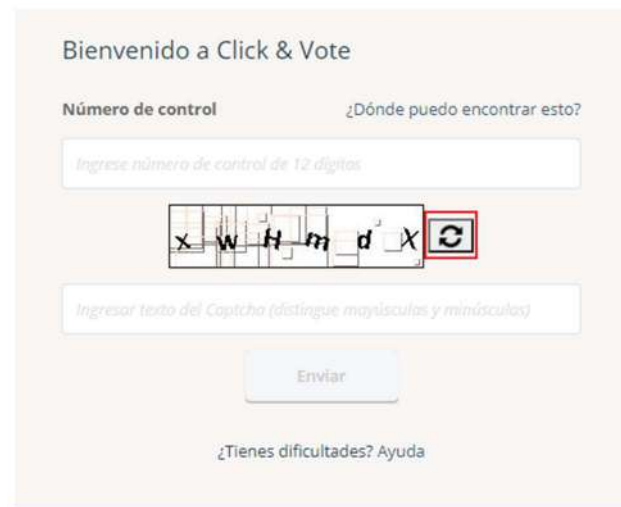 Bienvenido a Click & Vote
Número de control ¿Dónde puedo encontrar esto?
Ingrese número de control de 12 dígitos
x w H m d X
Ingresar texto del Captcha (distingue mayúsculas y minúsculas)
Enviar
¿Tienes dificultades? Ayuda